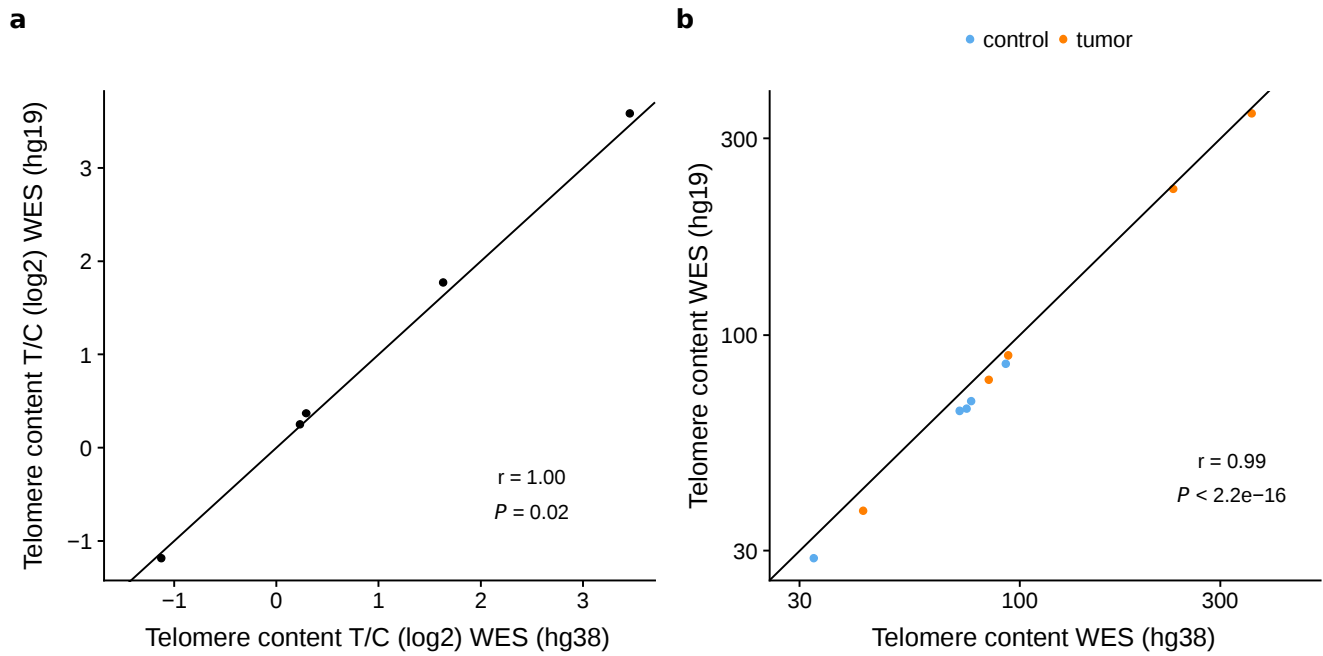 a
Telomere content T/C (log2) WES (hg19)
3
2
1
0
−1
−1 0 1 2 3
Telomere content T/C (log2) WES (hg38)
r = 1.00
P = 0.02
b
control tumor
Telomere content WES (hg19)
300
100
30
30 100 300
Telomere content WES (hg38)
r = 0.99
P < 2.2e−16